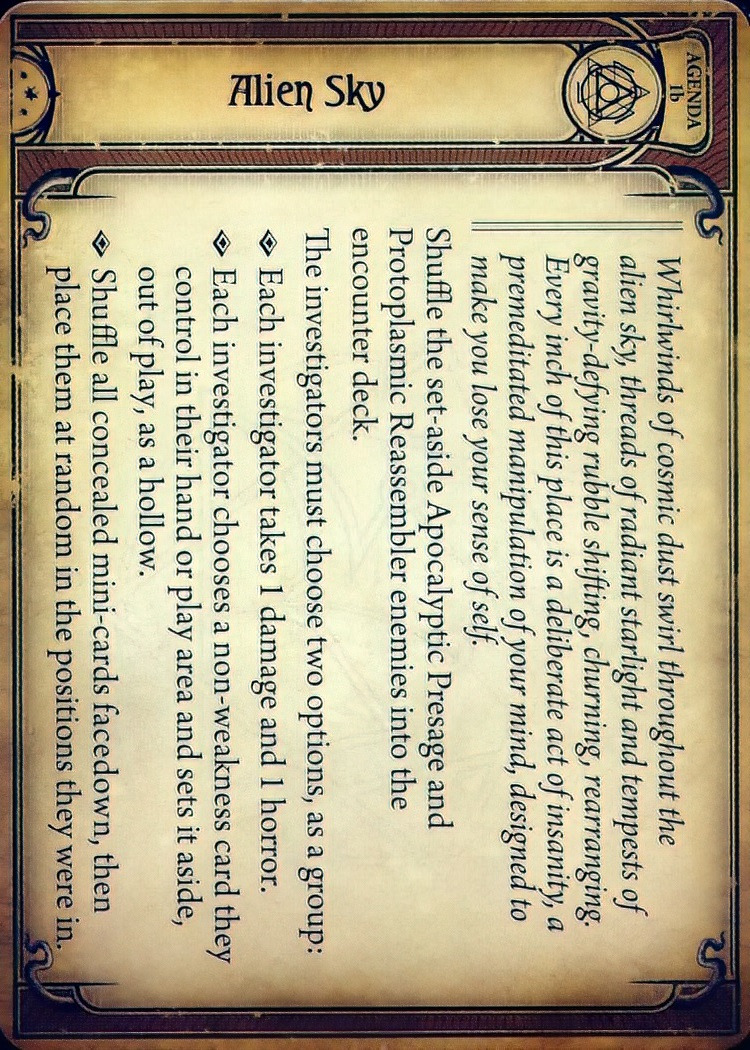 AGENDA
1b
Alien Sky
Whirlwinds of cosmic dust swirl throughout the
alien sky, threads of radiant starlight and tempests of
gravity-defying rubble shifting, churning, rearranging.
Every inch of this place is a deliberate act of insanity, a
premeditated manipulation of your mind, designed to
make you lose your sense of self.
Shuffle the set-aside Apocalyptic Presage and
Protoplasmic Reassembler enemies into the
encounter deck.
The investigators must choose two options, as a group:
Each investigator takes 1 damage and 1 horror.
Each investigator chooses a non-weakness card they
control in their hand or play area and sets it aside,
out of play, as a hollow.
Shuffle all concealed mini-cards facedown, then
place them at random in the positions they were in.